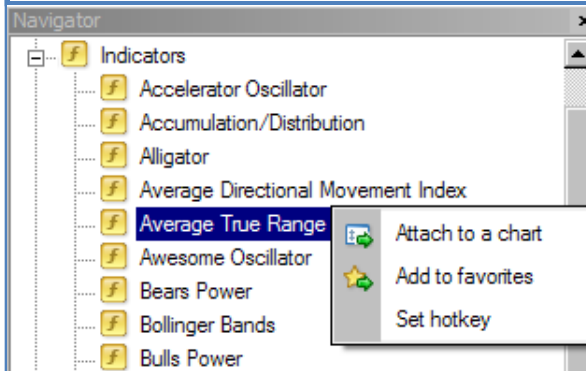 Navigator
Indicators
Accelerator Oscillator
Accumulation/Distribution
Alligator
Average Directional Movement Index
Average True Range
Attach to a chart
Awesome Oscillator
Add to favorites
Bears Power
Set hotkey
Bollinger Bands
Bulls Power